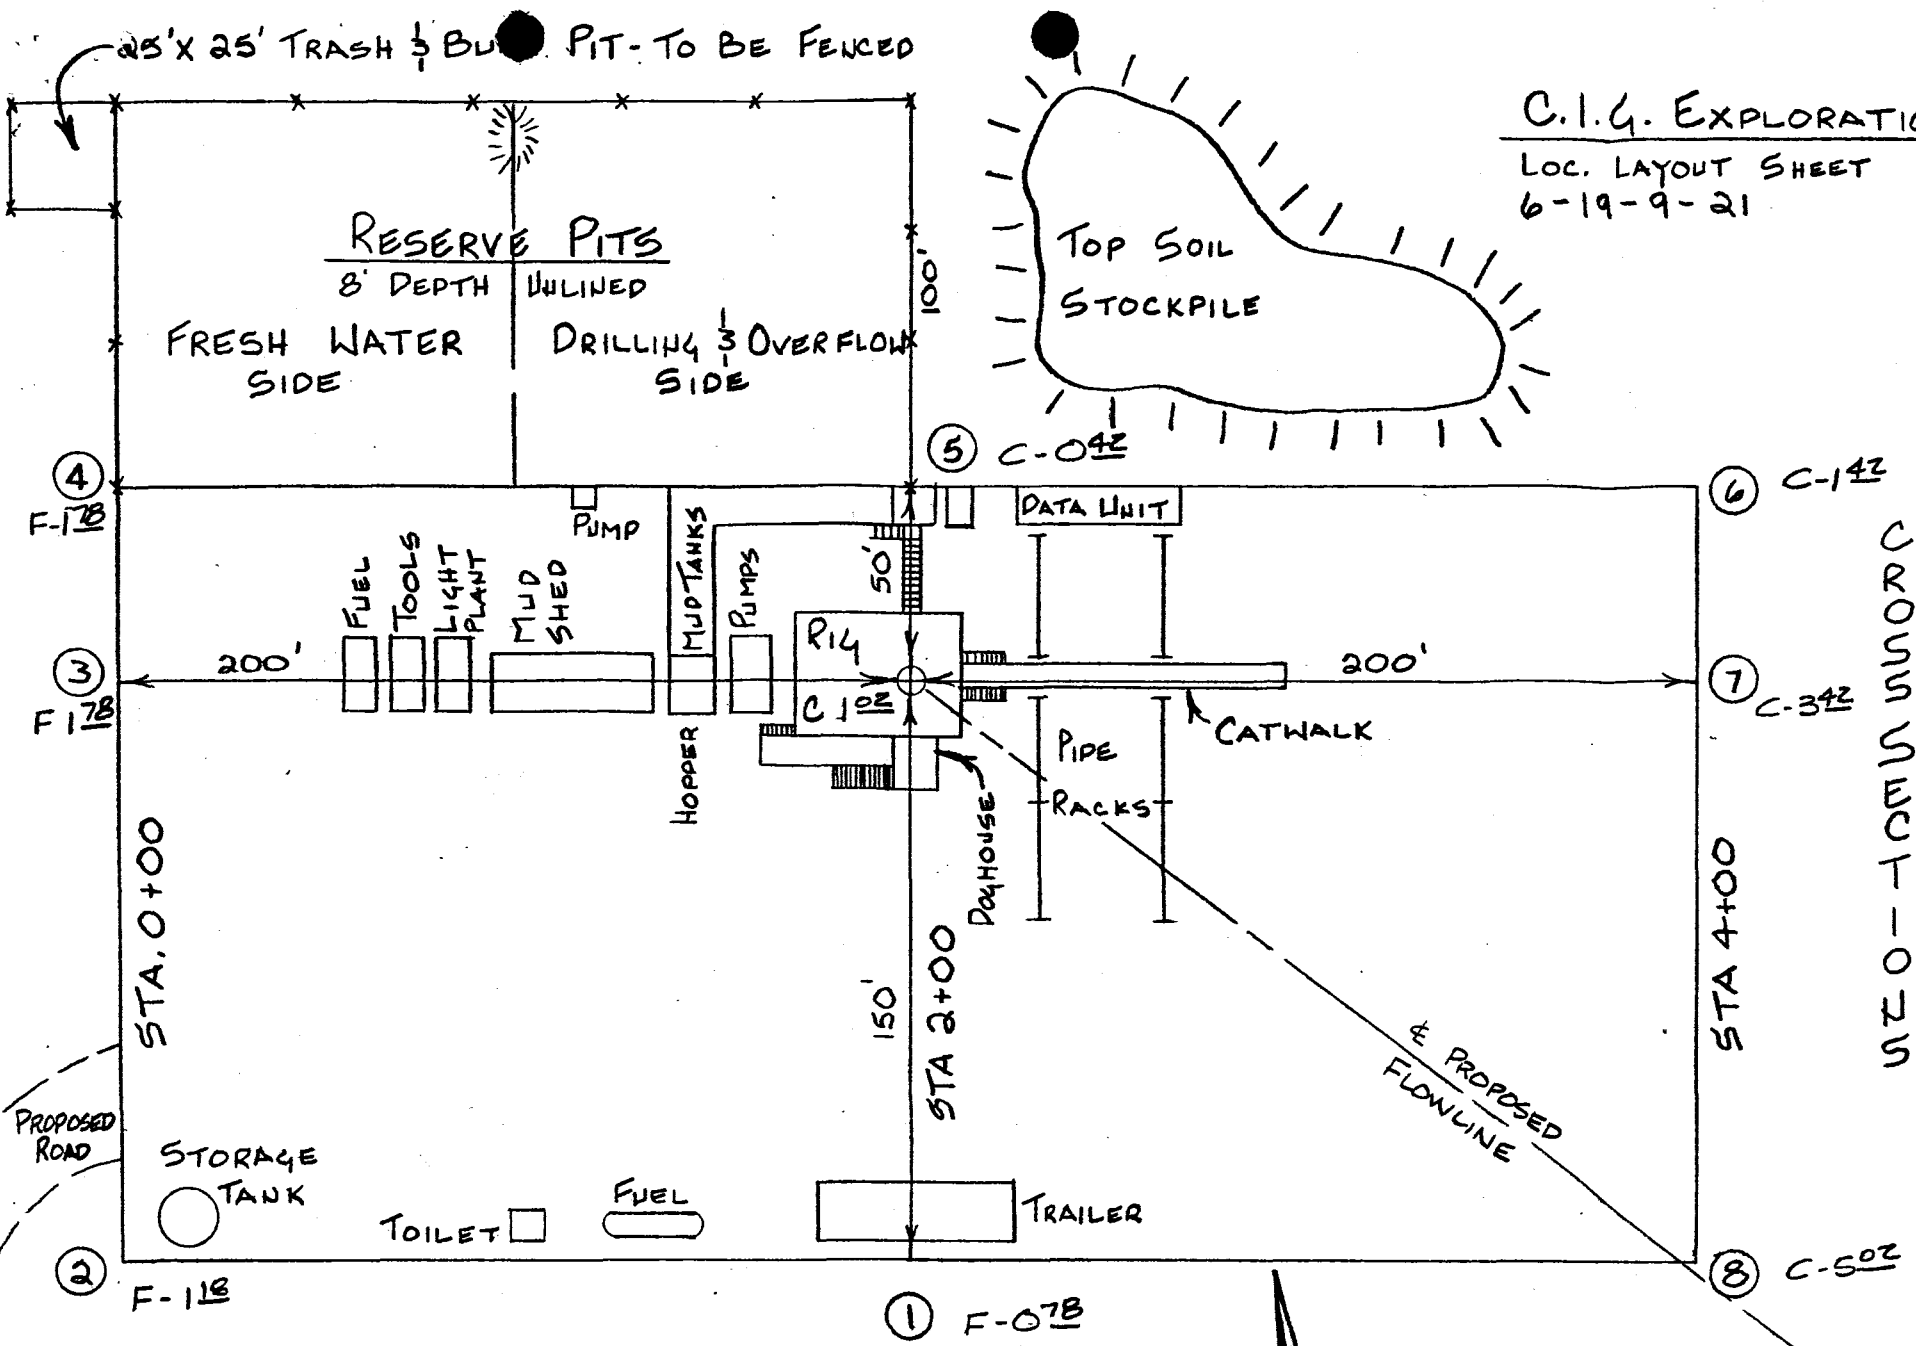 25' X 25' TRASH & BU PIT - TO BE FENCED
C.I.G. EXPLORATIO
LOC. LAYOUT SHEET
6-19-9-21
RESERVE PITS
8' DEPTH UNLINED
FRESH WATER
SIDE
DRILLING & OVERFLOW
SIDE
100'
TOP SOIL
STOCKPILE
4
F-1.78
5
C-0.42
6
C-1.42
PUMP
DATA UNIT
FUEL
TOOLS
LIGHT
PLANT
MUD
SHED
MUD TANKS
PUMPS
50'
RIG
C 1.02
3
F 1.78
200'
200'
7
C-3.42
HOPPER
DOGHOUSE
PIPE
RACKS
CATWALK
CROSS SECTIONS
STA. 0+00
150'
STA 2+00
STA 4+00
℄ PROPOSED
FLOWLINE
PROPOSED
ROAD
STORAGE
TANK
TOILET
FUEL
TRAILER
2
F-1.18
1
F-0.78
8
C-5.02